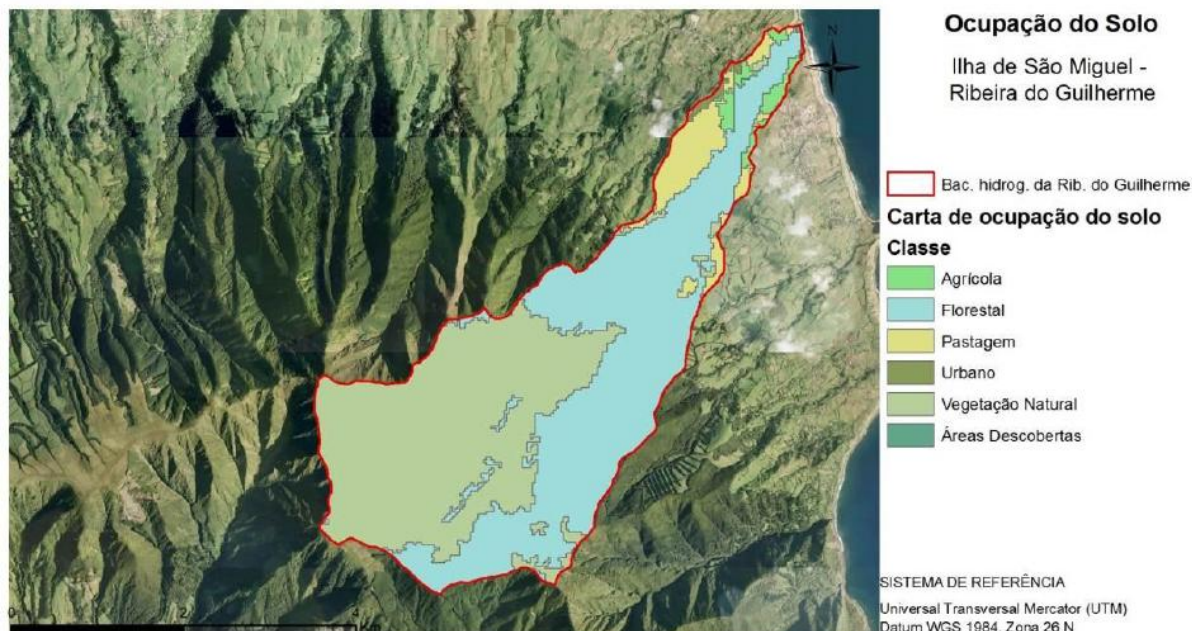 Ocupação do Solo
Ilha de São Miguel -
Ribeira do Guilherme
N
Bac. hidrog. da Rib. do Guilherme
Carta de ocupação do solo
Classe
Agrícola
Florestal
Pastagem
Urbano
Vegetação Natural
Áreas Descobertas
SISTEMA DE REFERÊNCIA
Universal Transversal Mercator (UTM)
Datum WGS 1984, Zona 26 N
0 2 4